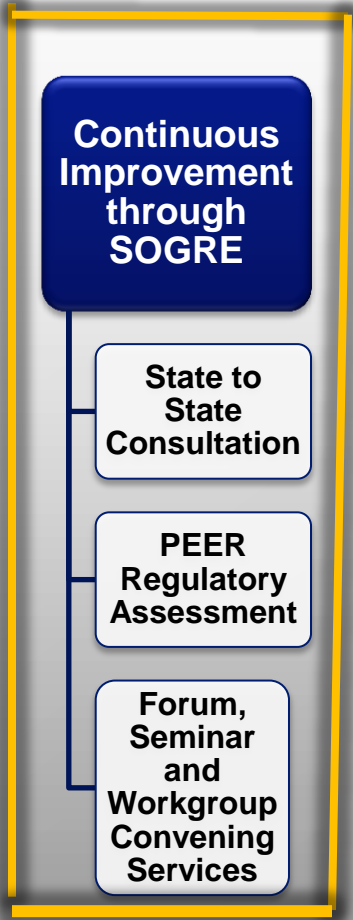 Continuous
Improvement
through
SOGRE
State to
State
Consultation
PEER
Regulatory
Assessment
Forum,
Seminar
and
Workgroup
Convening
Services